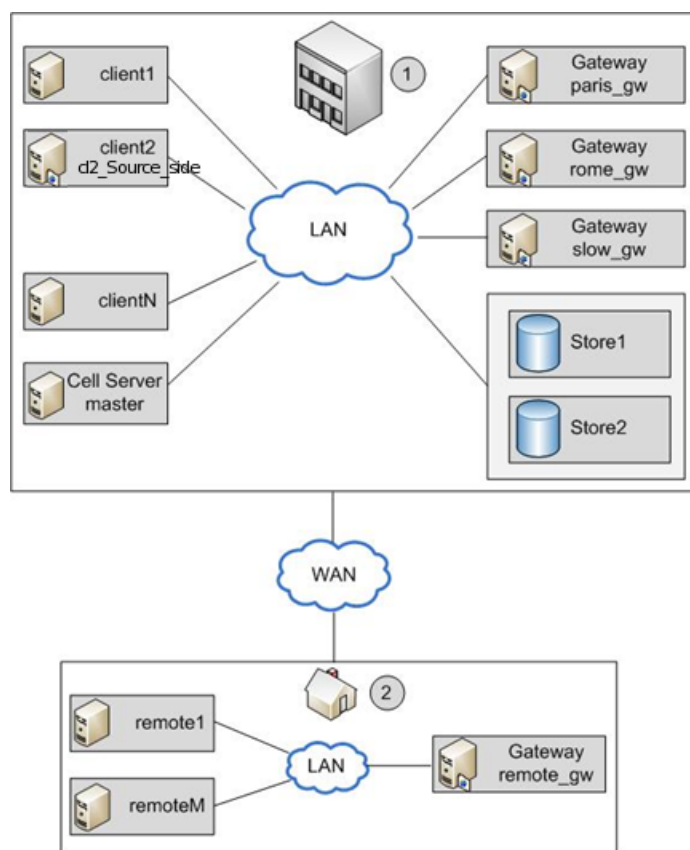 client1
client2
cl2_Source_side
clientN
Cell Server
master
1
LAN
Gateway
paris_gw
Gateway
rome_gw
Gateway
slow_gw
Store1
Store2
WAN
2
remote1
remoteM
LAN
Gateway
remote_gw